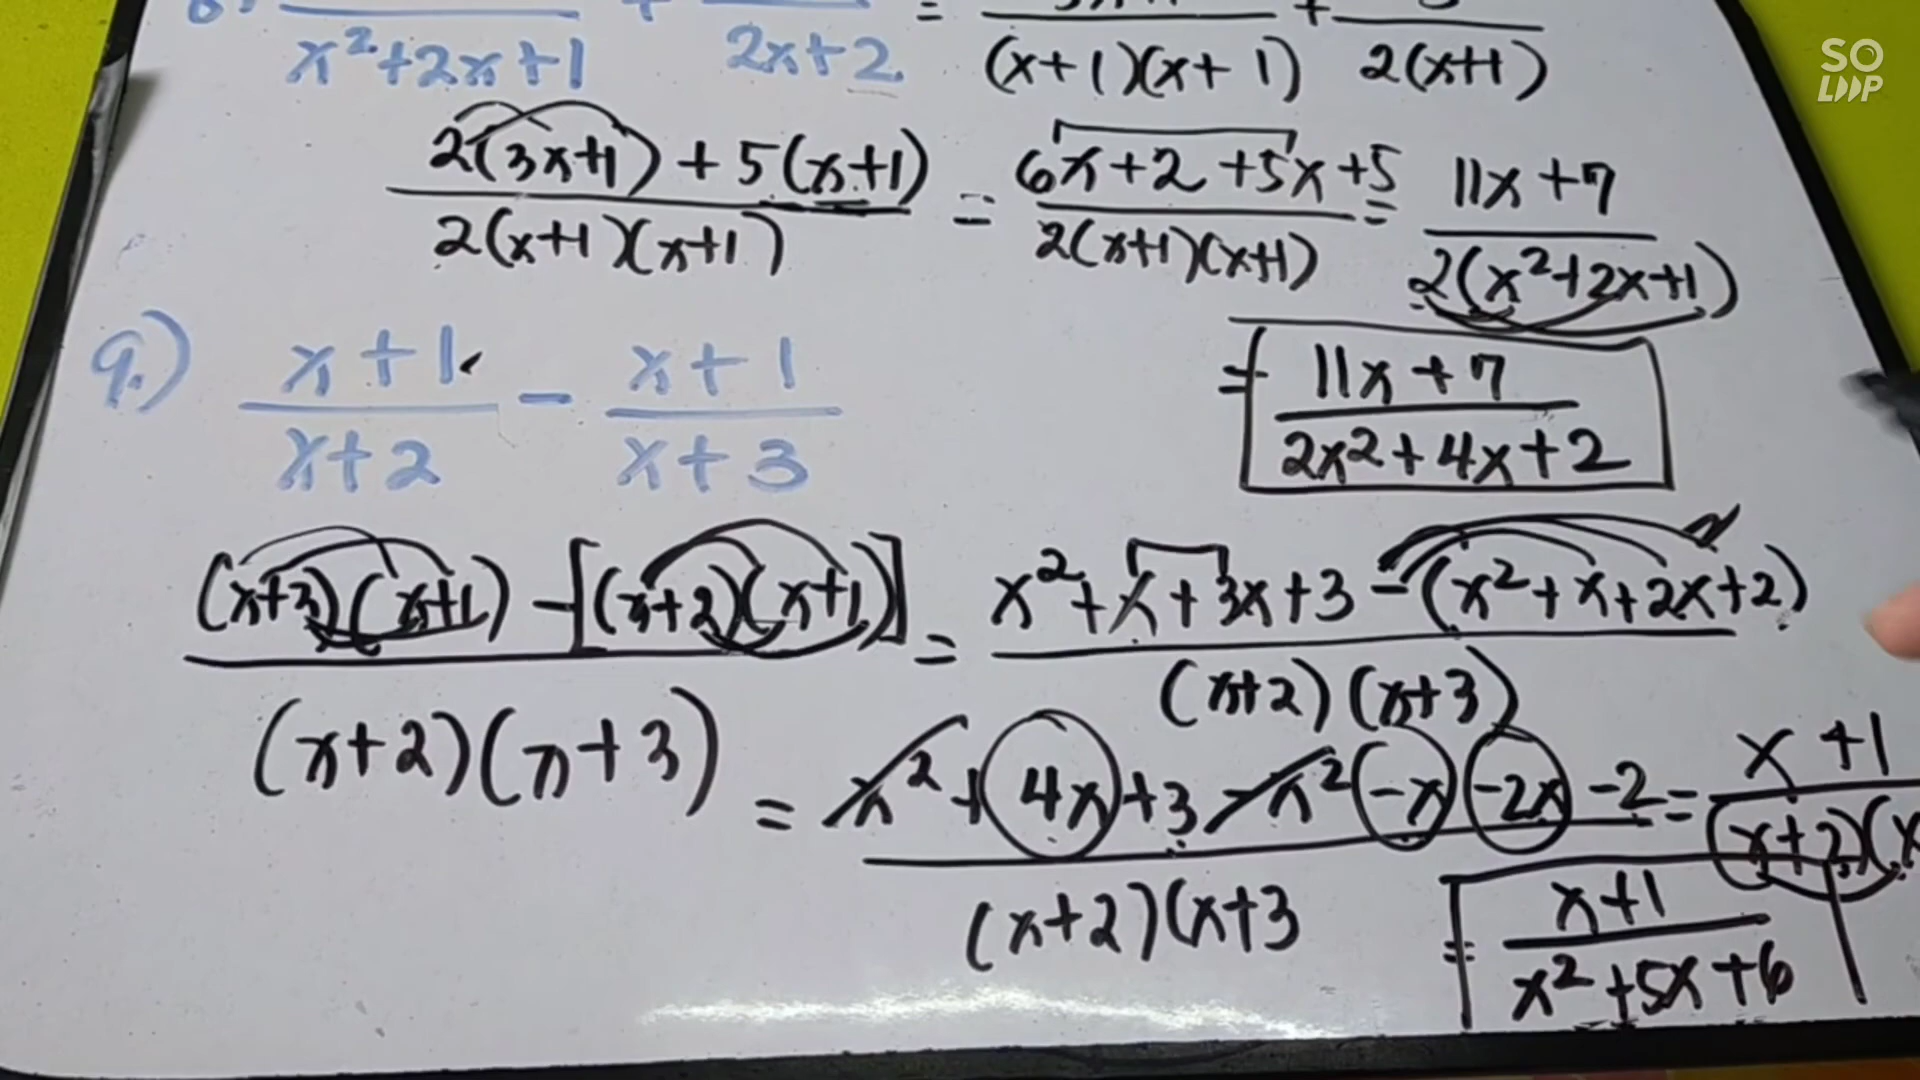 x²+2x+1 2x+2 = (x+1)(x+1) + 2(x+1)
2(3x+1) + 5(x+1) / 2(x+1)(x+1) = 6x+2+5x+5 / 2(x+1)(x+1) = 11x+7 / 2(x²+2x+1)
= 11x+7 / 2x²+4x+2
9.) x+1 / x+2 - x+1 / x+3
(x+3)(x+1) - [(x+2)(x+1)] / (x+2)(x+3) = x²+x+3x+3-(x²+x+2x+2) / (x+2)(x+3)
= x²+4x+3-x²-x-2x-2 / (x+2)(x+3 = x+1 / (x+2)(x
= x+1 / x²+5x+6
SO
LOOP